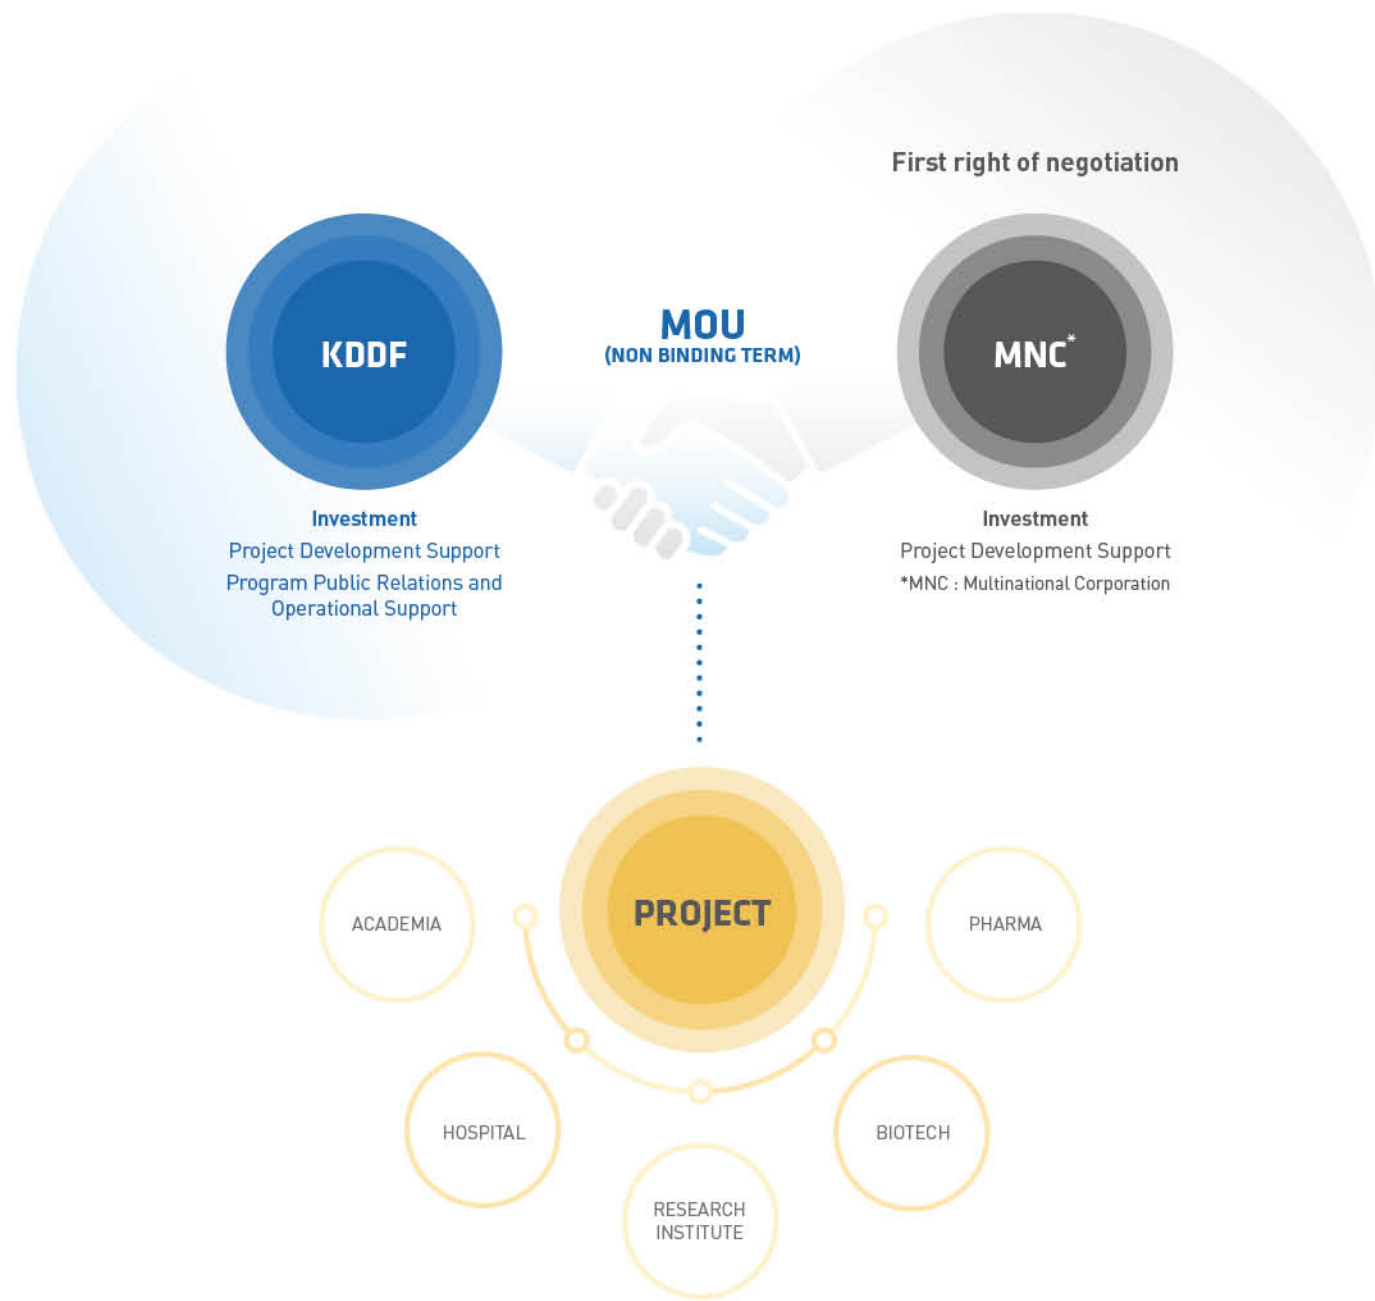 First right of negotiation
KDDF
MOU
(NON BINDING TERM)
MNC*
Investment
Project Development Support
Program Public Relations and
Operational Support
Investment
Project Development Support
*MNC : Multinational Corporation
PROJECT
ACADEMIA
PHARMA
HOSPITAL
BIOTECH
RESEARCH
INSTITUTE